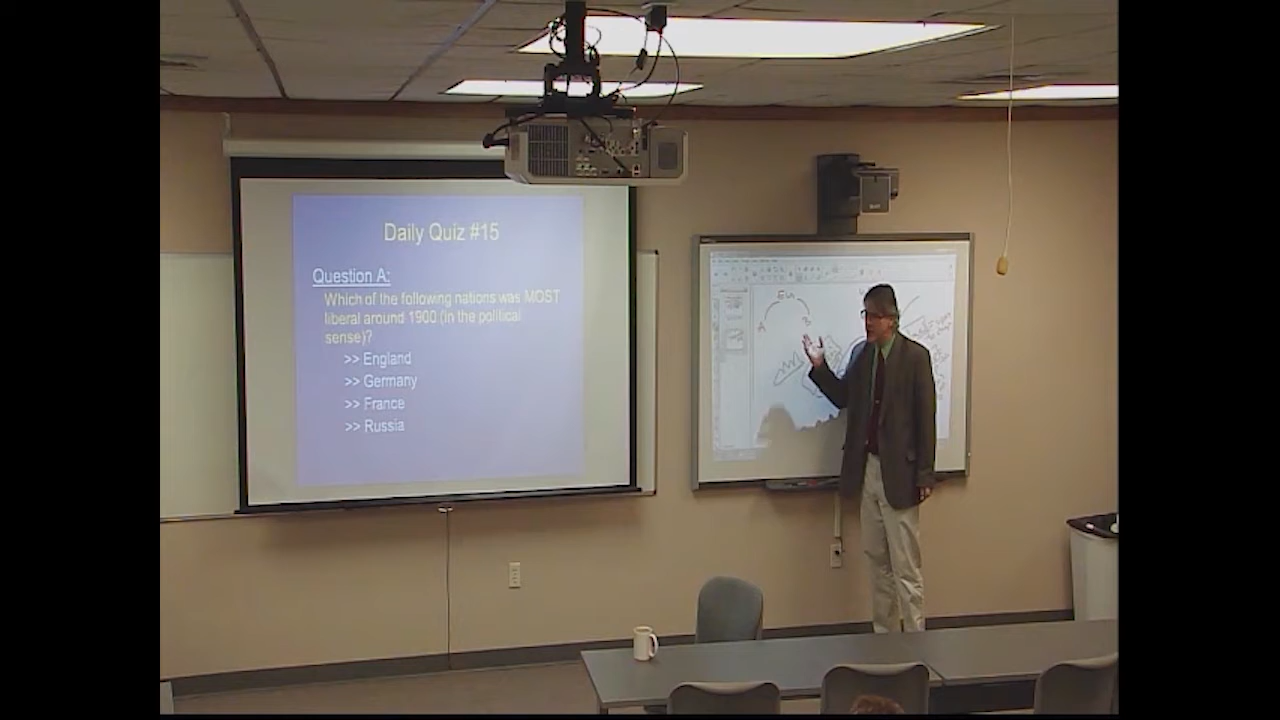 Daily Quiz #15
Question A:
Which of the following nations was MOST
liberal around 1900 (in the political
sense)?
>> England
>> Germany
>> France
>> Russia
A
B